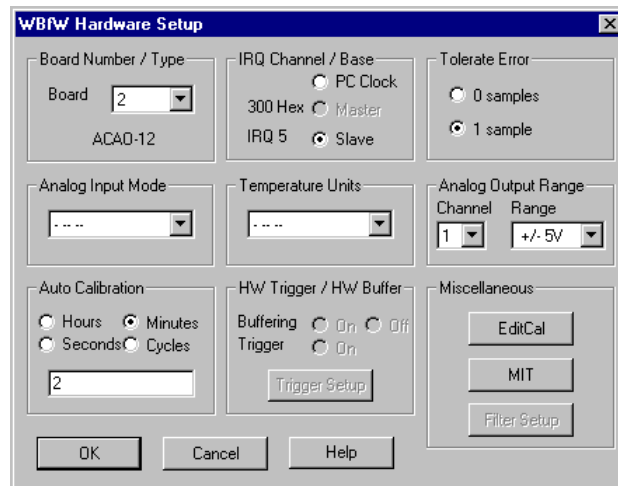 WBfW Hardware Setup
Board Number / Type
Board 2
ACAO-12
IRQ Channel / Base
PC Clock
300 Hex Master
IRQ 5 Slave
Tolerate Error
0 samples
1 sample
Analog Input Mode
- -- --
Temperature Units
- -- --
Analog Output Range
Channel Range
1 +/- 5V
Auto Calibration
Hours Minutes
Seconds Cycles
2
HW Trigger / HW Buffer
Buffering On Off
Trigger On
Trigger Setup
Miscellaneous
EditCal
MIT
Filter Setup
OK Cancel Help